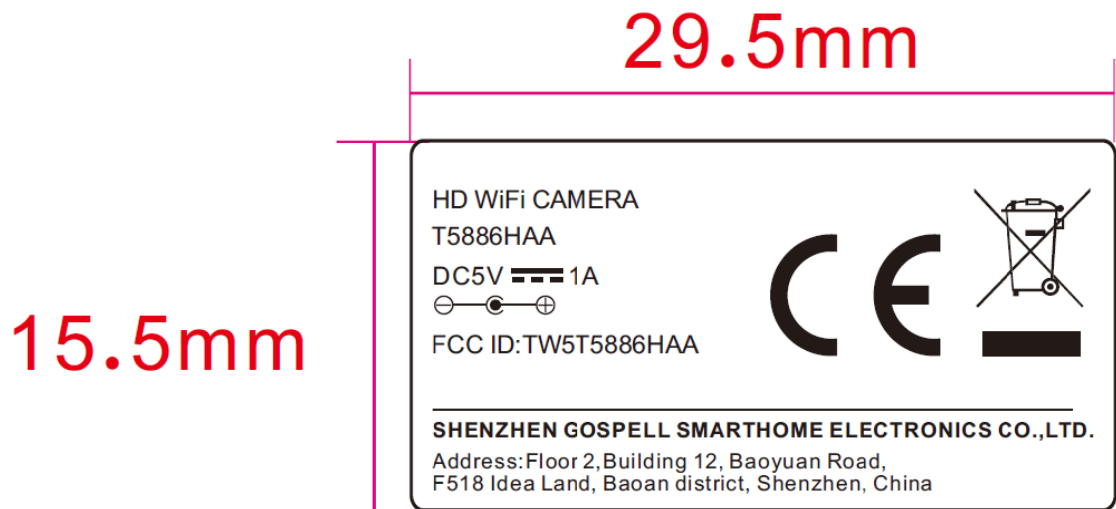 29.5mm
15.5mm
HD WiFi CAMERA
T5886HAA
DC5V 1A
FCC ID:TW5T5886HAA
CE
SHENZHEN GOSPELL SMARTHOME ELECTRONICS CO.,LTD.
Address:Floor 2,Building 12, Baoyuan Road,
F518 Idea Land, Baoan district, Shenzhen, China